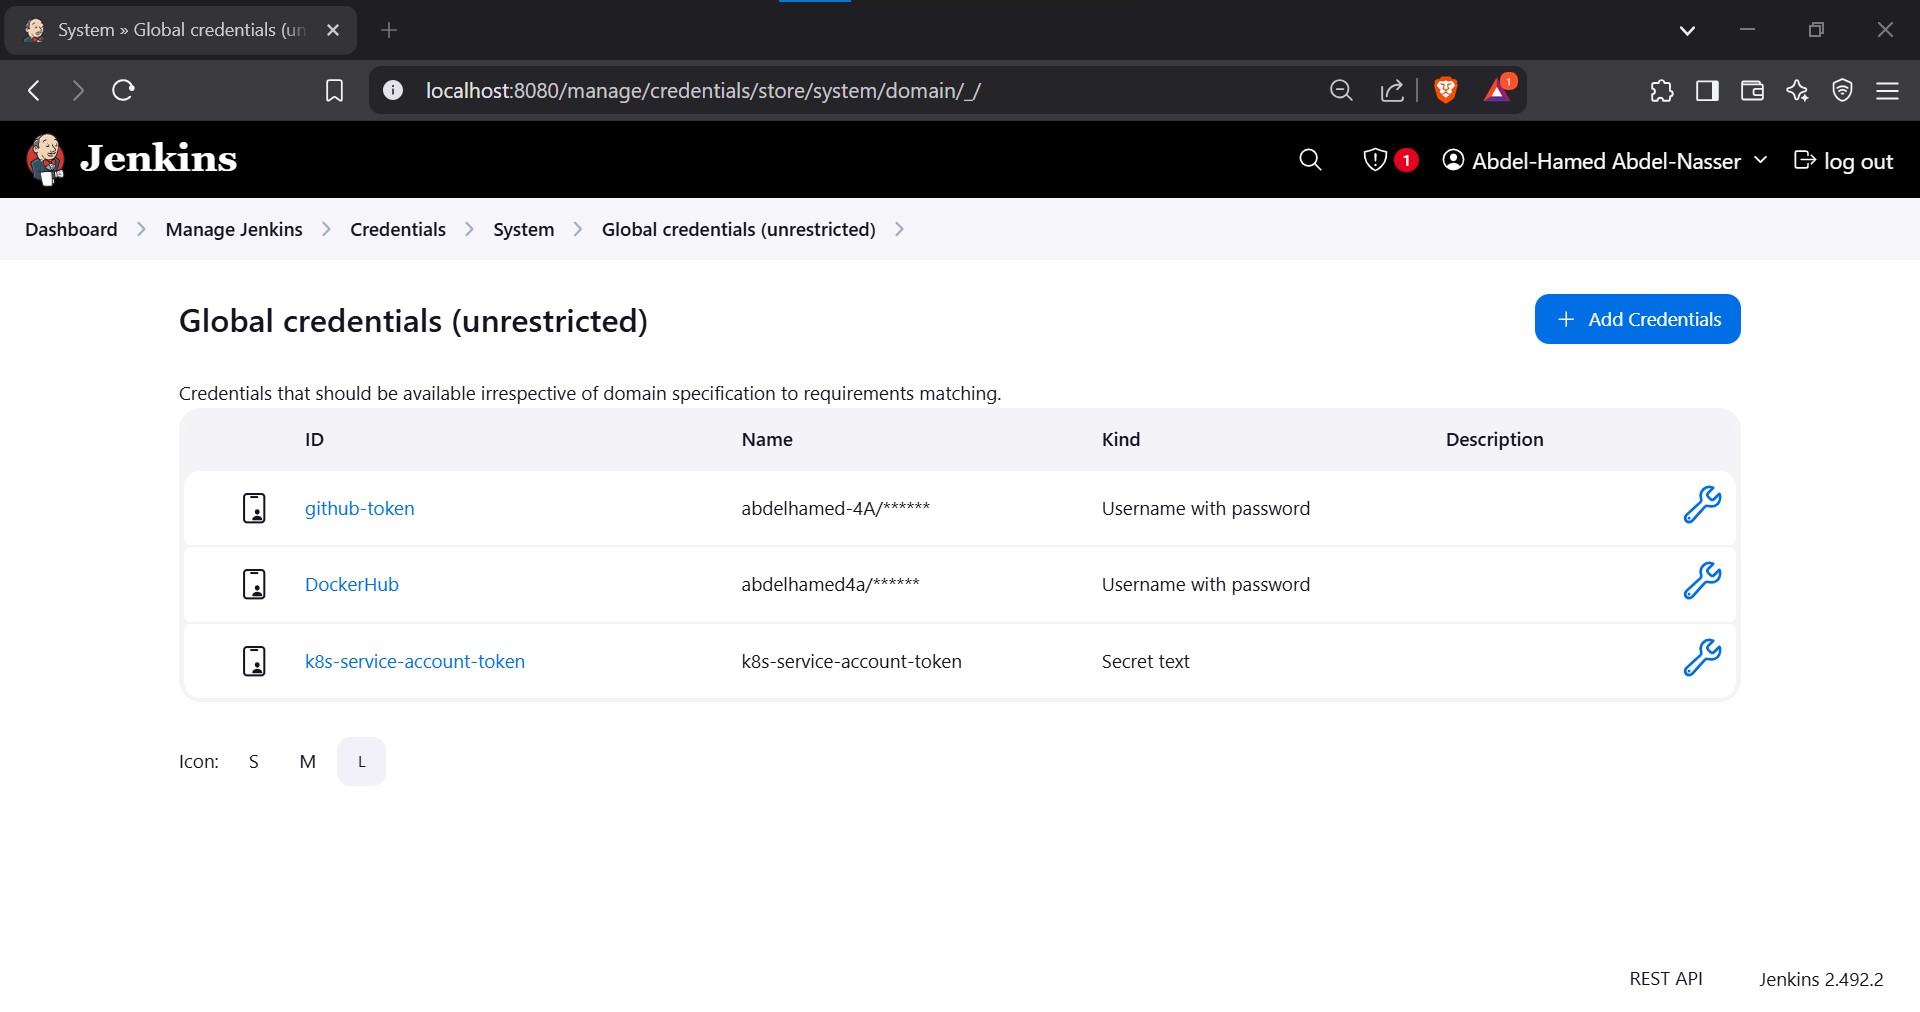 System » Global credentials (un
localhost:8080/manage/credentials/store/system/domain/_/
1
Jenkins
1
Abdel-Hamed Abdel-Nasser
log out
Dashboard
Manage Jenkins
Credentials
System
Global credentials (unrestricted)
Global credentials (unrestricted)
+ Add Credentials
Credentials that should be available irrespective of domain specification to requirements matching.
ID Name Kind Description
github-token abdelhamed-4A/****** Username with password
DockerHub abdelhamed4a/****** Username with password
k8s-service-account-token k8s-service-account-token Secret text
Icon: S M L
REST API Jenkins 2.492.2